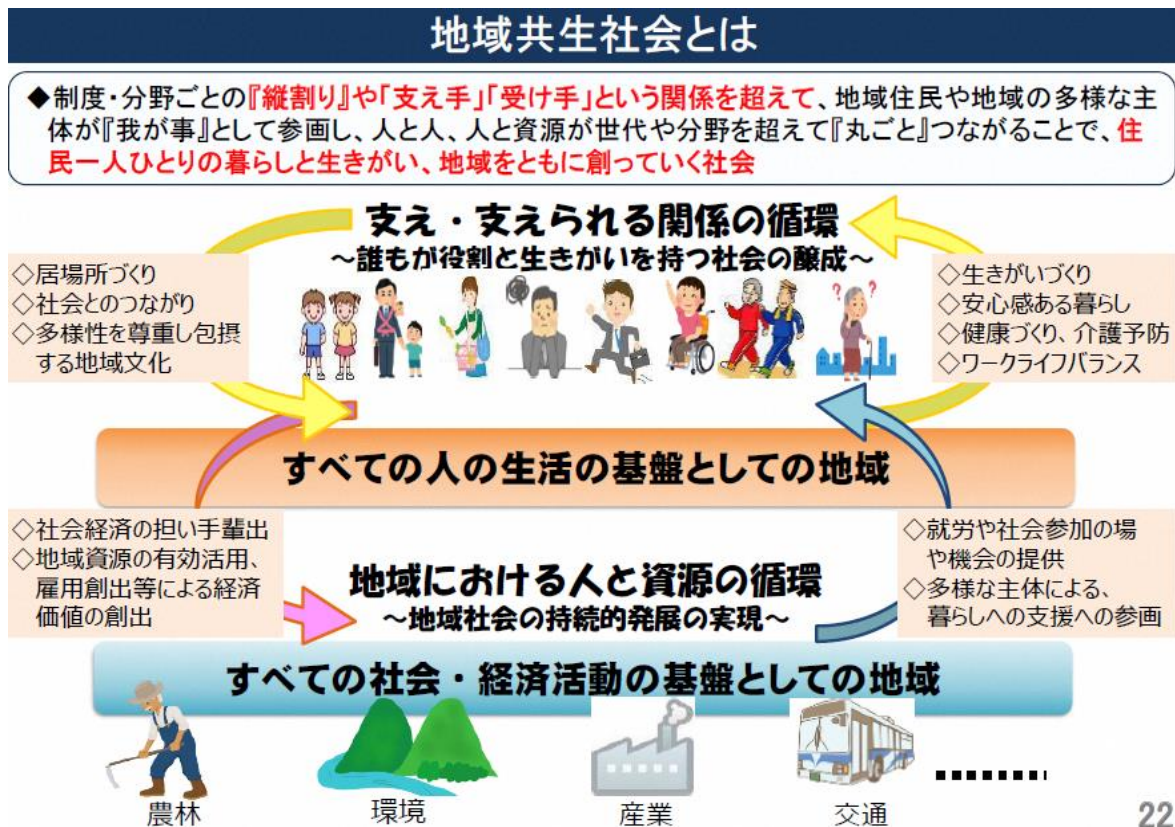 地域共生社会とは
◆制度・分野ごとの『縦割り』や「支え手」「受け手」という関係を超えて、地域住民や地域の多様な主
体が『我が事』として参画し、人と人、人と資源が世代や分野を超えて『丸ごと』つながることで、住
民一人ひとりの暮らしと生きがい、地域をともに創っていく社会
支え・支えられる関係の循環
～誰もが役割と生きがいを持つ社会の醸成～
◇居場所づくり
◇社会とのつながり
◇多様性を尊重し包摂
する地域文化
◇生きがいづくり
◇安心感ある暮らし
◇健康づくり、介護予防
◇ワークライフバランス
? ?
すべての人の生活の基盤としての地域
◇社会経済の担い手輩出
◇地域資源の有効活用、
雇用創出等による経済
価値の創出
地域における人と資源の循環
～地域社会の持続的発展の実現～
◇就労や社会参加の場
や機会の提供
◇多様な主体による、
暮らしへの支援への参画
すべての社会・経済活動の基盤としての地域
農林
環境
産業
交通
22